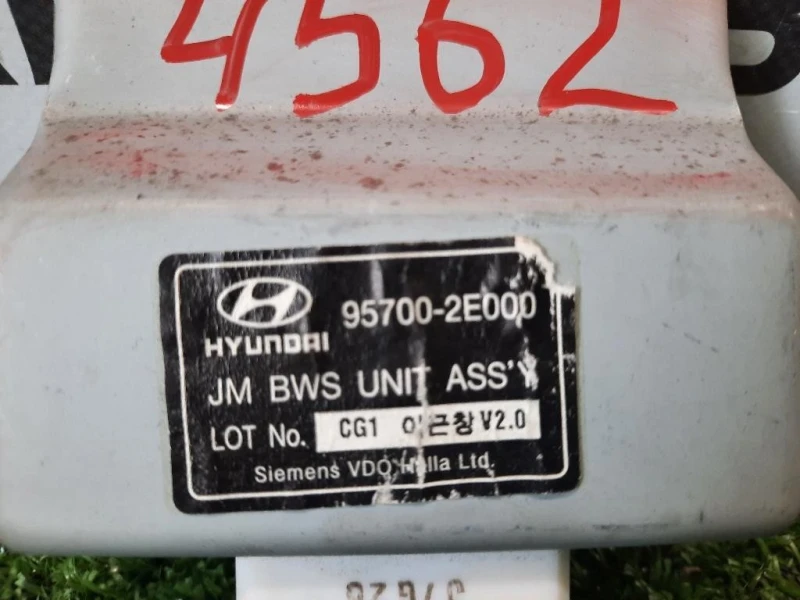 4562
HYUNDAI 95700-2E000
JM BWS UNIT ASS'Y
LOT No. CG1 이근창 V2.0
Siemens VDO Halla Ltd.